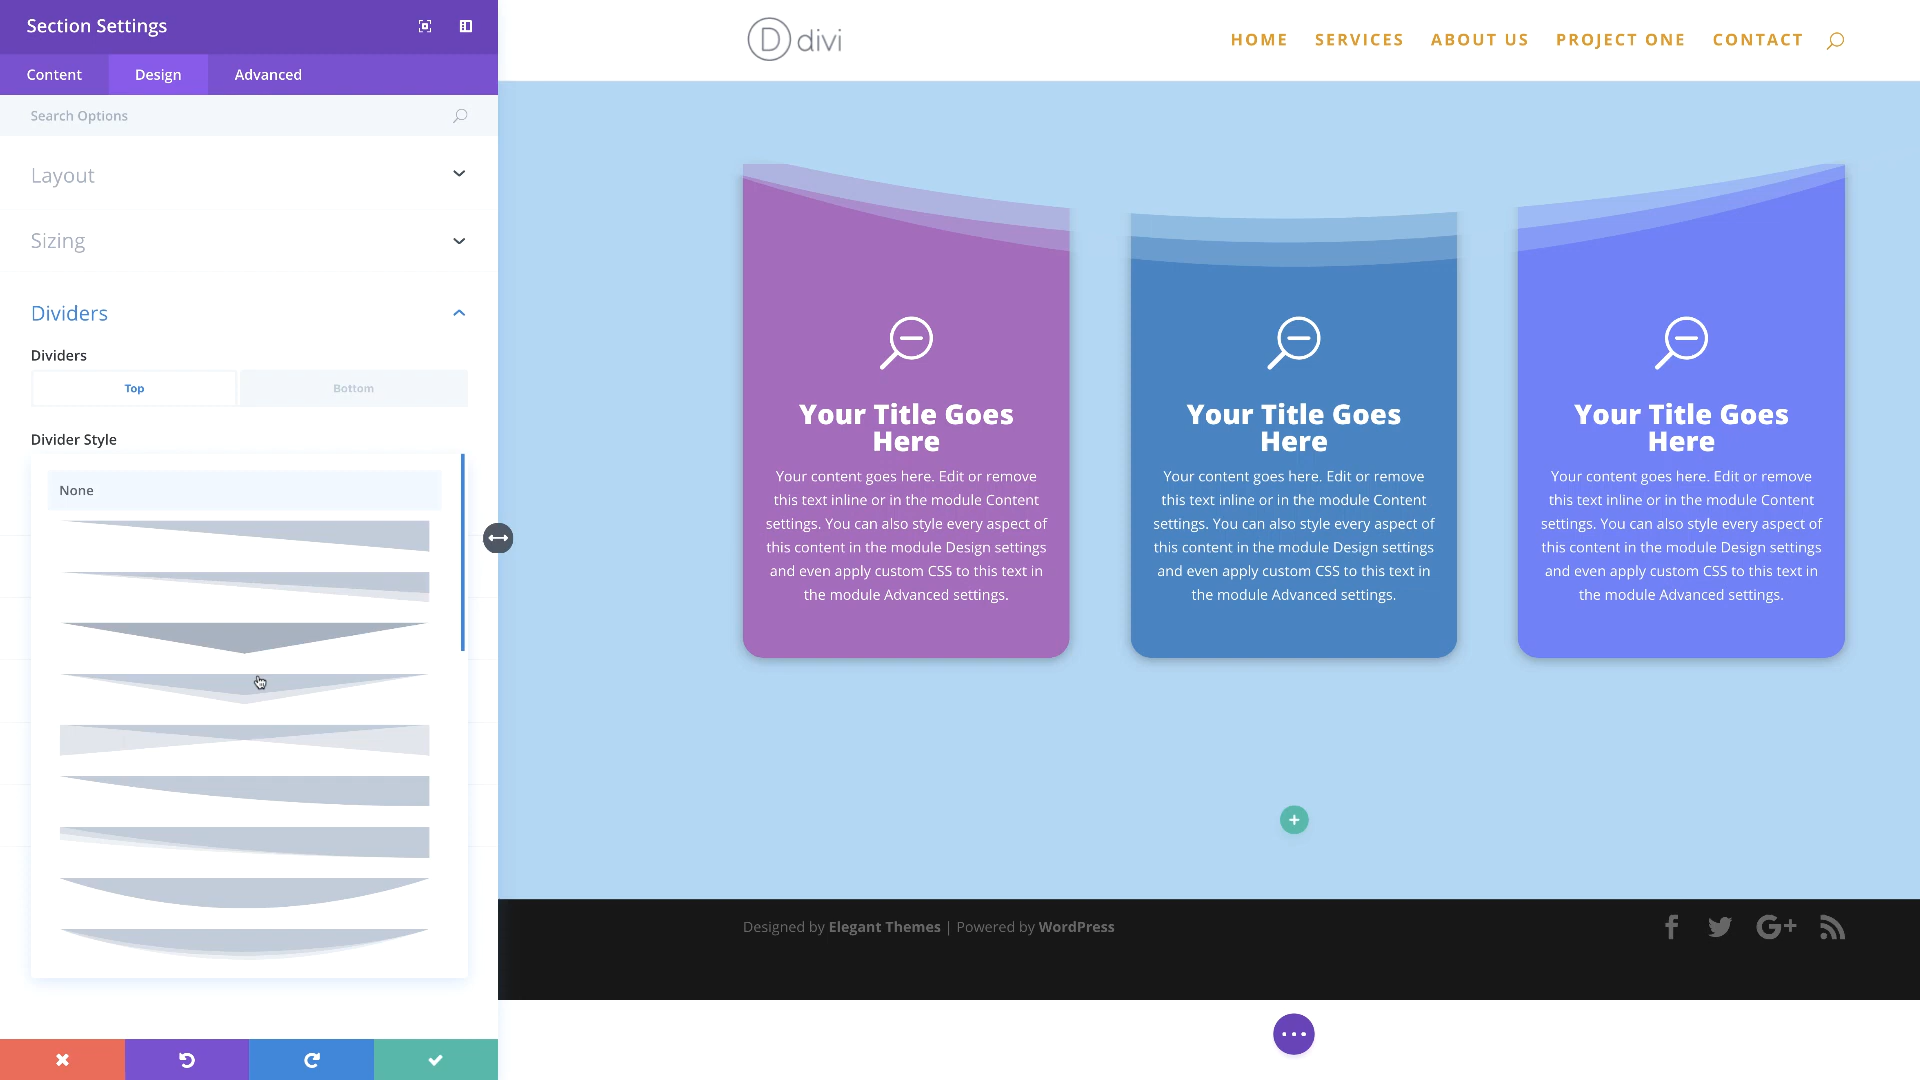 Section Settings
Content Design Advanced
Search Options
Layout
Sizing
Dividers
Dividers
Top Bottom
Divider Style
None
D divi
HOME SERVICES ABOUT US PROJECT ONE CONTACT
Your Title Goes
Here
Your content goes here. Edit or remove
this text inline or in the module Content
settings. You can also style every aspect of
this content in the module Design settings
and even apply custom CSS to this text in
the module Advanced settings.
Your Title Goes
Here
Your content goes here. Edit or remove
this text inline or in the module Content
settings. You can also style every aspect of
this content in the module Design settings
and even apply custom CSS to this text in
the module Advanced settings.
Your Title Goes
Here
Your content goes here. Edit or remove
this text inline or in the module Content
settings. You can also style every aspect of
this content in the module Design settings
and even apply custom CSS to this text in
the module Advanced settings.
Designed by Elegant Themes | Powered by WordPress